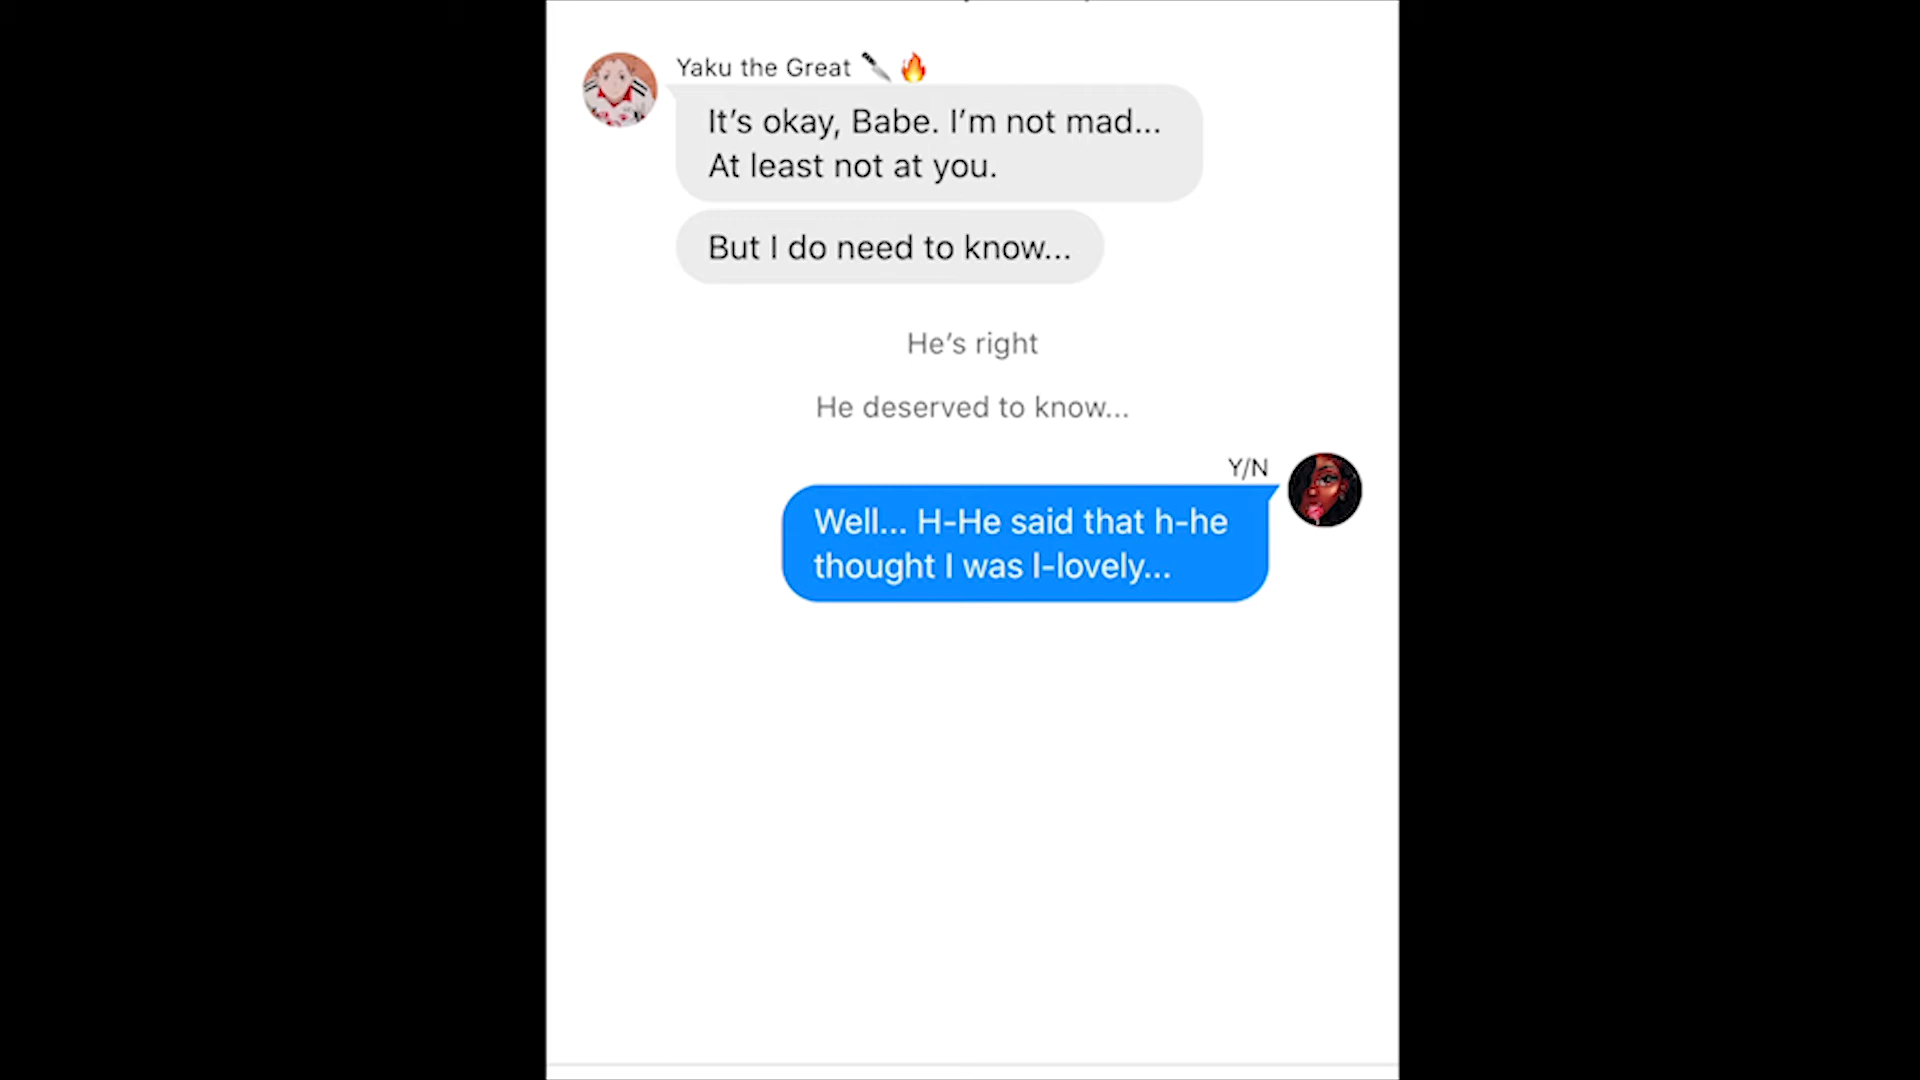 Yaku the Great 🔪🔥
It’s okay, Babe. I’m not mad...
At least not at you.
But I do need to know...
He’s right
He deserved to know...
Y/N
Well... H-He said that h-he
thought I was l-lovely...